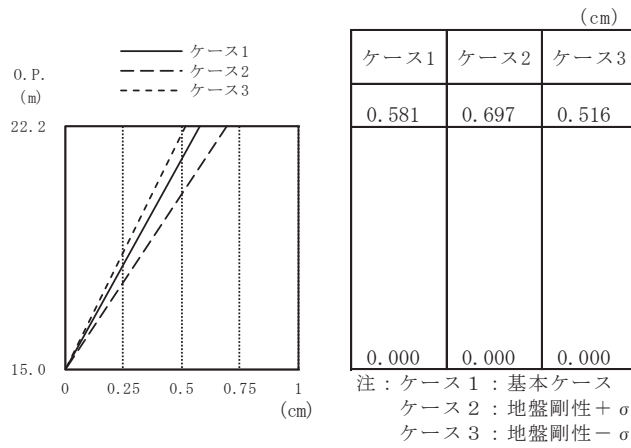 ケース1
ケース2
ケース3
O.P.
(m)
22.2
15.0
0 0.25 0.5 0.75 1
(cm)
(cm)
ケース1 ケース2 ケース3
0.581 0.697 0.516
0.000 0.000 0.000
注：ケース１：基本ケース
ケース２：地盤剛性＋σ
ケース３：地盤剛性－σ